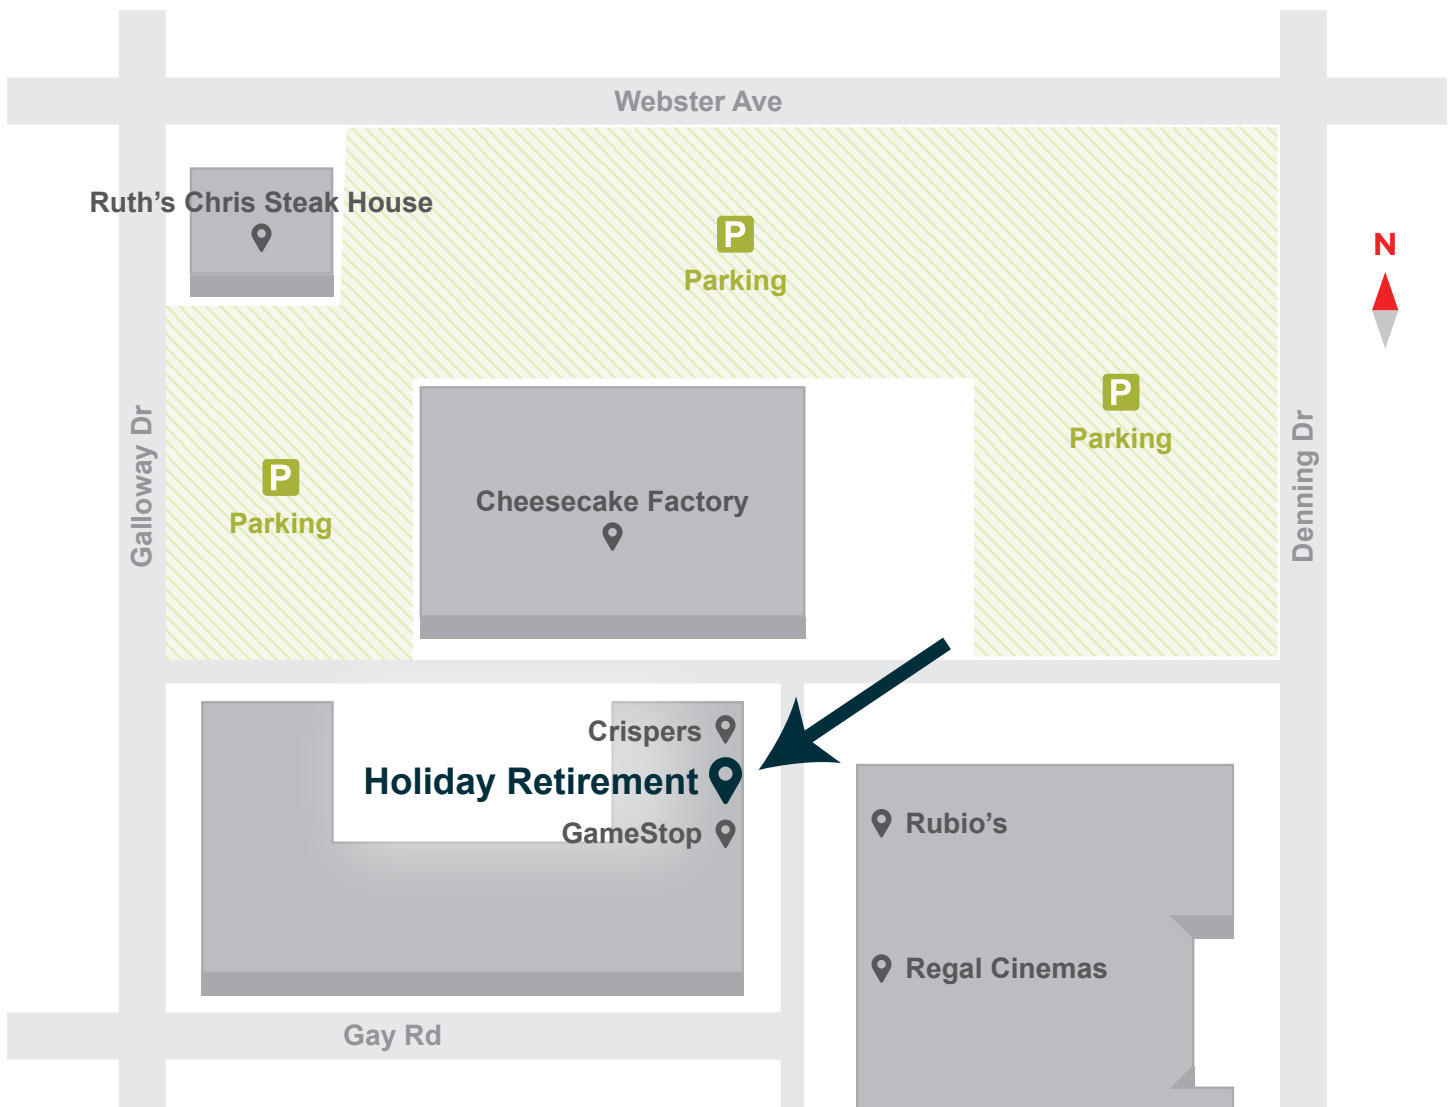 Webster Ave
Ruth’s Chris Steak House
P
Parking
N
P
Parking
Galloway Dr
Denning Dr
P
Parking
Cheesecake Factory
Crispers
Holiday Retirement
GameStop
Rubio’s
Regal Cinemas
Gay Rd